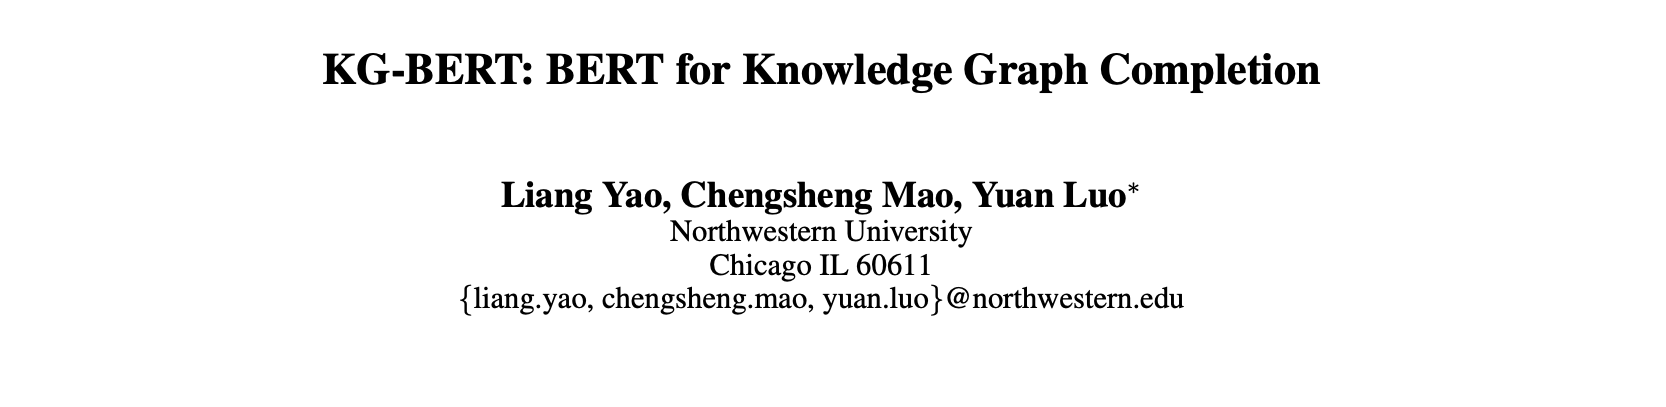 KG-BERT: BERT for Knowledge Graph Completion
Liang Yao, Chengsheng Mao, Yuan Luo*
Northwestern University
Chicago IL 60611
{liang.yao, chengsheng.mao, yuan.luo}@northwestern.edu